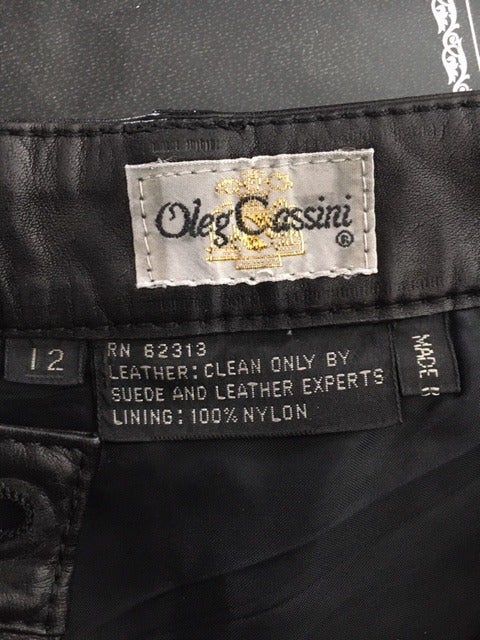 Oleg Cassini ®
12
RN 62313
LEATHER: CLEAN ONLY BY
SUEDE AND LEATHER EXPERTS
LINING: 100% NYLON
MADE